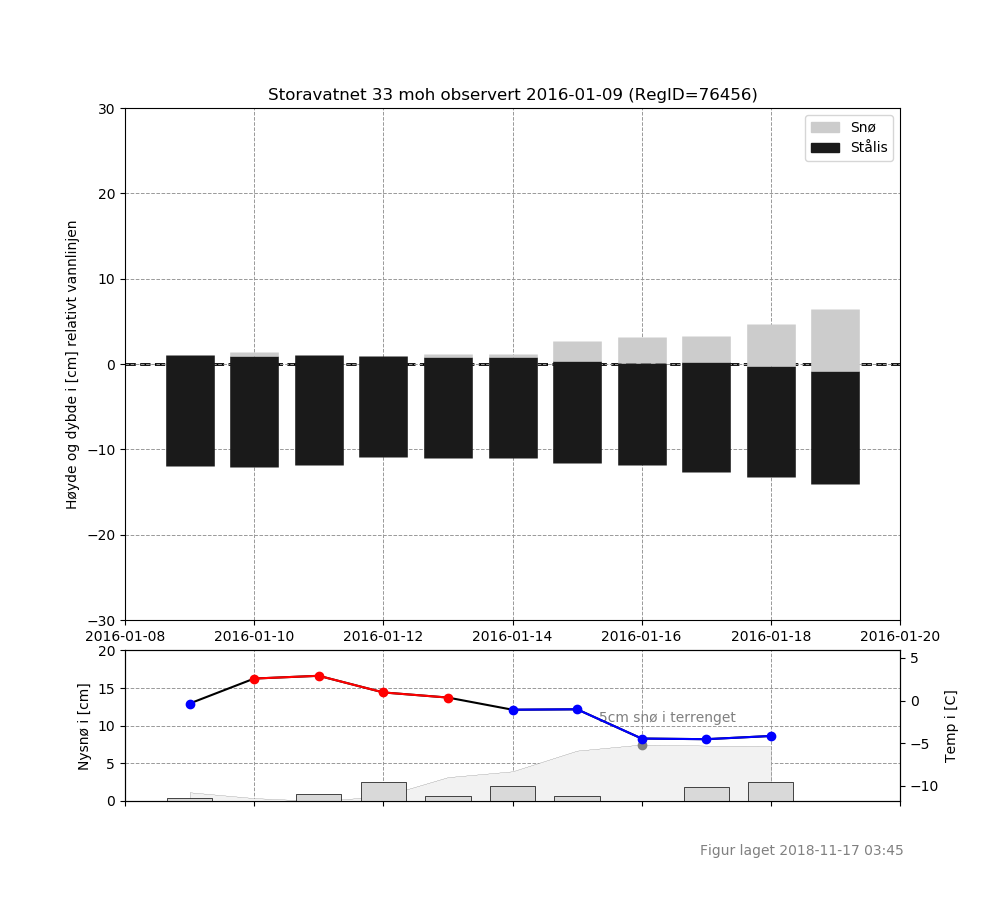 Storavatnet 33 moh observert 2016-01-09 (RegID=76456)
Snø
Stålis
Høyde og dybde i [cm] relativt vannlinjen
30
20
10
0
−10
−20
−30
2016-01-08 2016-01-10 2016-01-12 2016-01-14 2016-01-16 2016-01-18 2016-01-20
Nysnø i [cm]
20
15
10
5
0
5cm snø i terrenget
5
0
−5
−10
Temp i [C]
Figur laget 2018-11-17 03:45